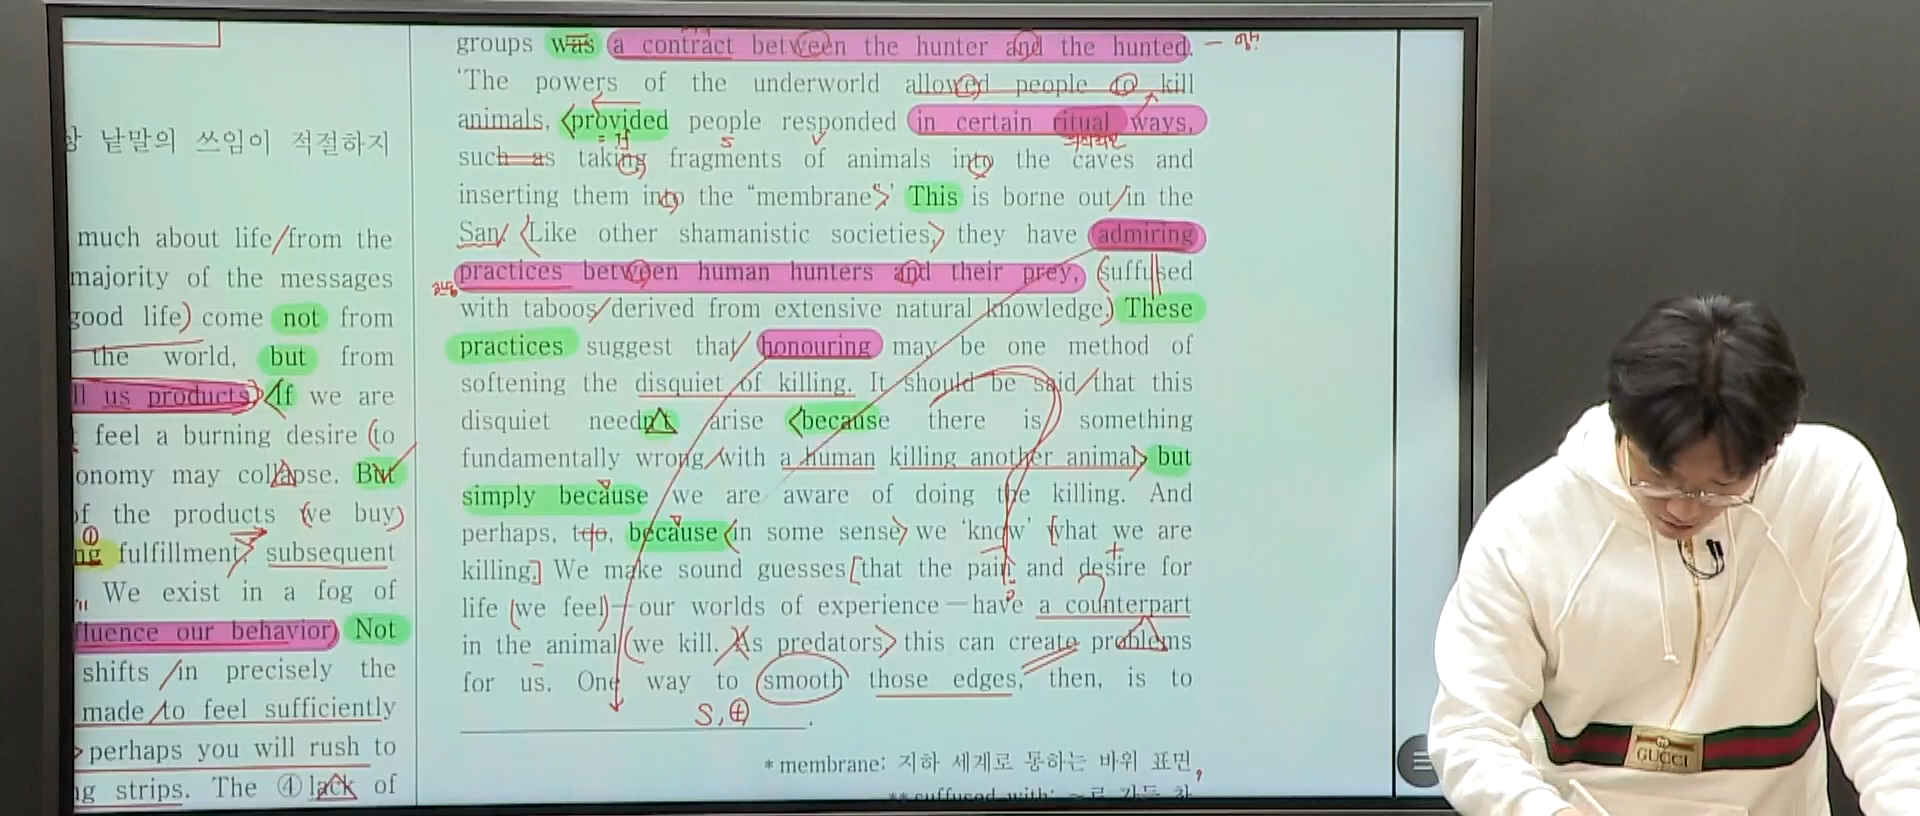 낱말의 쓰임이 적절하지
much about life/from the
majority of the messages
good life) come not from
the world, but from
ll us products) If we are
feel a burning desire (to
onomy may collapse. But
of the products (we buy)
ng fulfillment, subsequent
We exist in a fog of
fluence our behavior) Not
shifts /in precisely the
made /to feel sufficiently
perhaps you will rush to
ng strips. The ④ lack of
groups was a contract between the hunter and the hunted.
'The powers of the underworld allowed people to kill
animals, provided people responded in certain ritual ways,
such as taking fragments of animals into the caves and
inserting them into the “membrane”.' This is borne out/in the
San. Like other shamanistic societies, they have admiring
practices between human hunters and their prey, (suffused
with taboos/derived from extensive natural knowledge.) These
practices suggest that/ honouring may be one method of
softening the disquiet of killing. It should be said/that this
disquiet needn't arise because there is something
fundamentally wrong/with a human killing another animal, but
simply because we are aware of doing the killing. And
perhaps, too, because in some sense we ‘know’ [what we are
killing.] We make sound guesses [that the pain and desire for
life (we feel)—our worlds of experience—have a counterpart
in the animal (we kill. As predators, this can create problems
for us. One way to smooth those edges, then, is to
S, ⊕
.
* membrane: 지하 세계로 통하는 바위 표면,
** suffused with: ~로 가득 찬
GUCCI